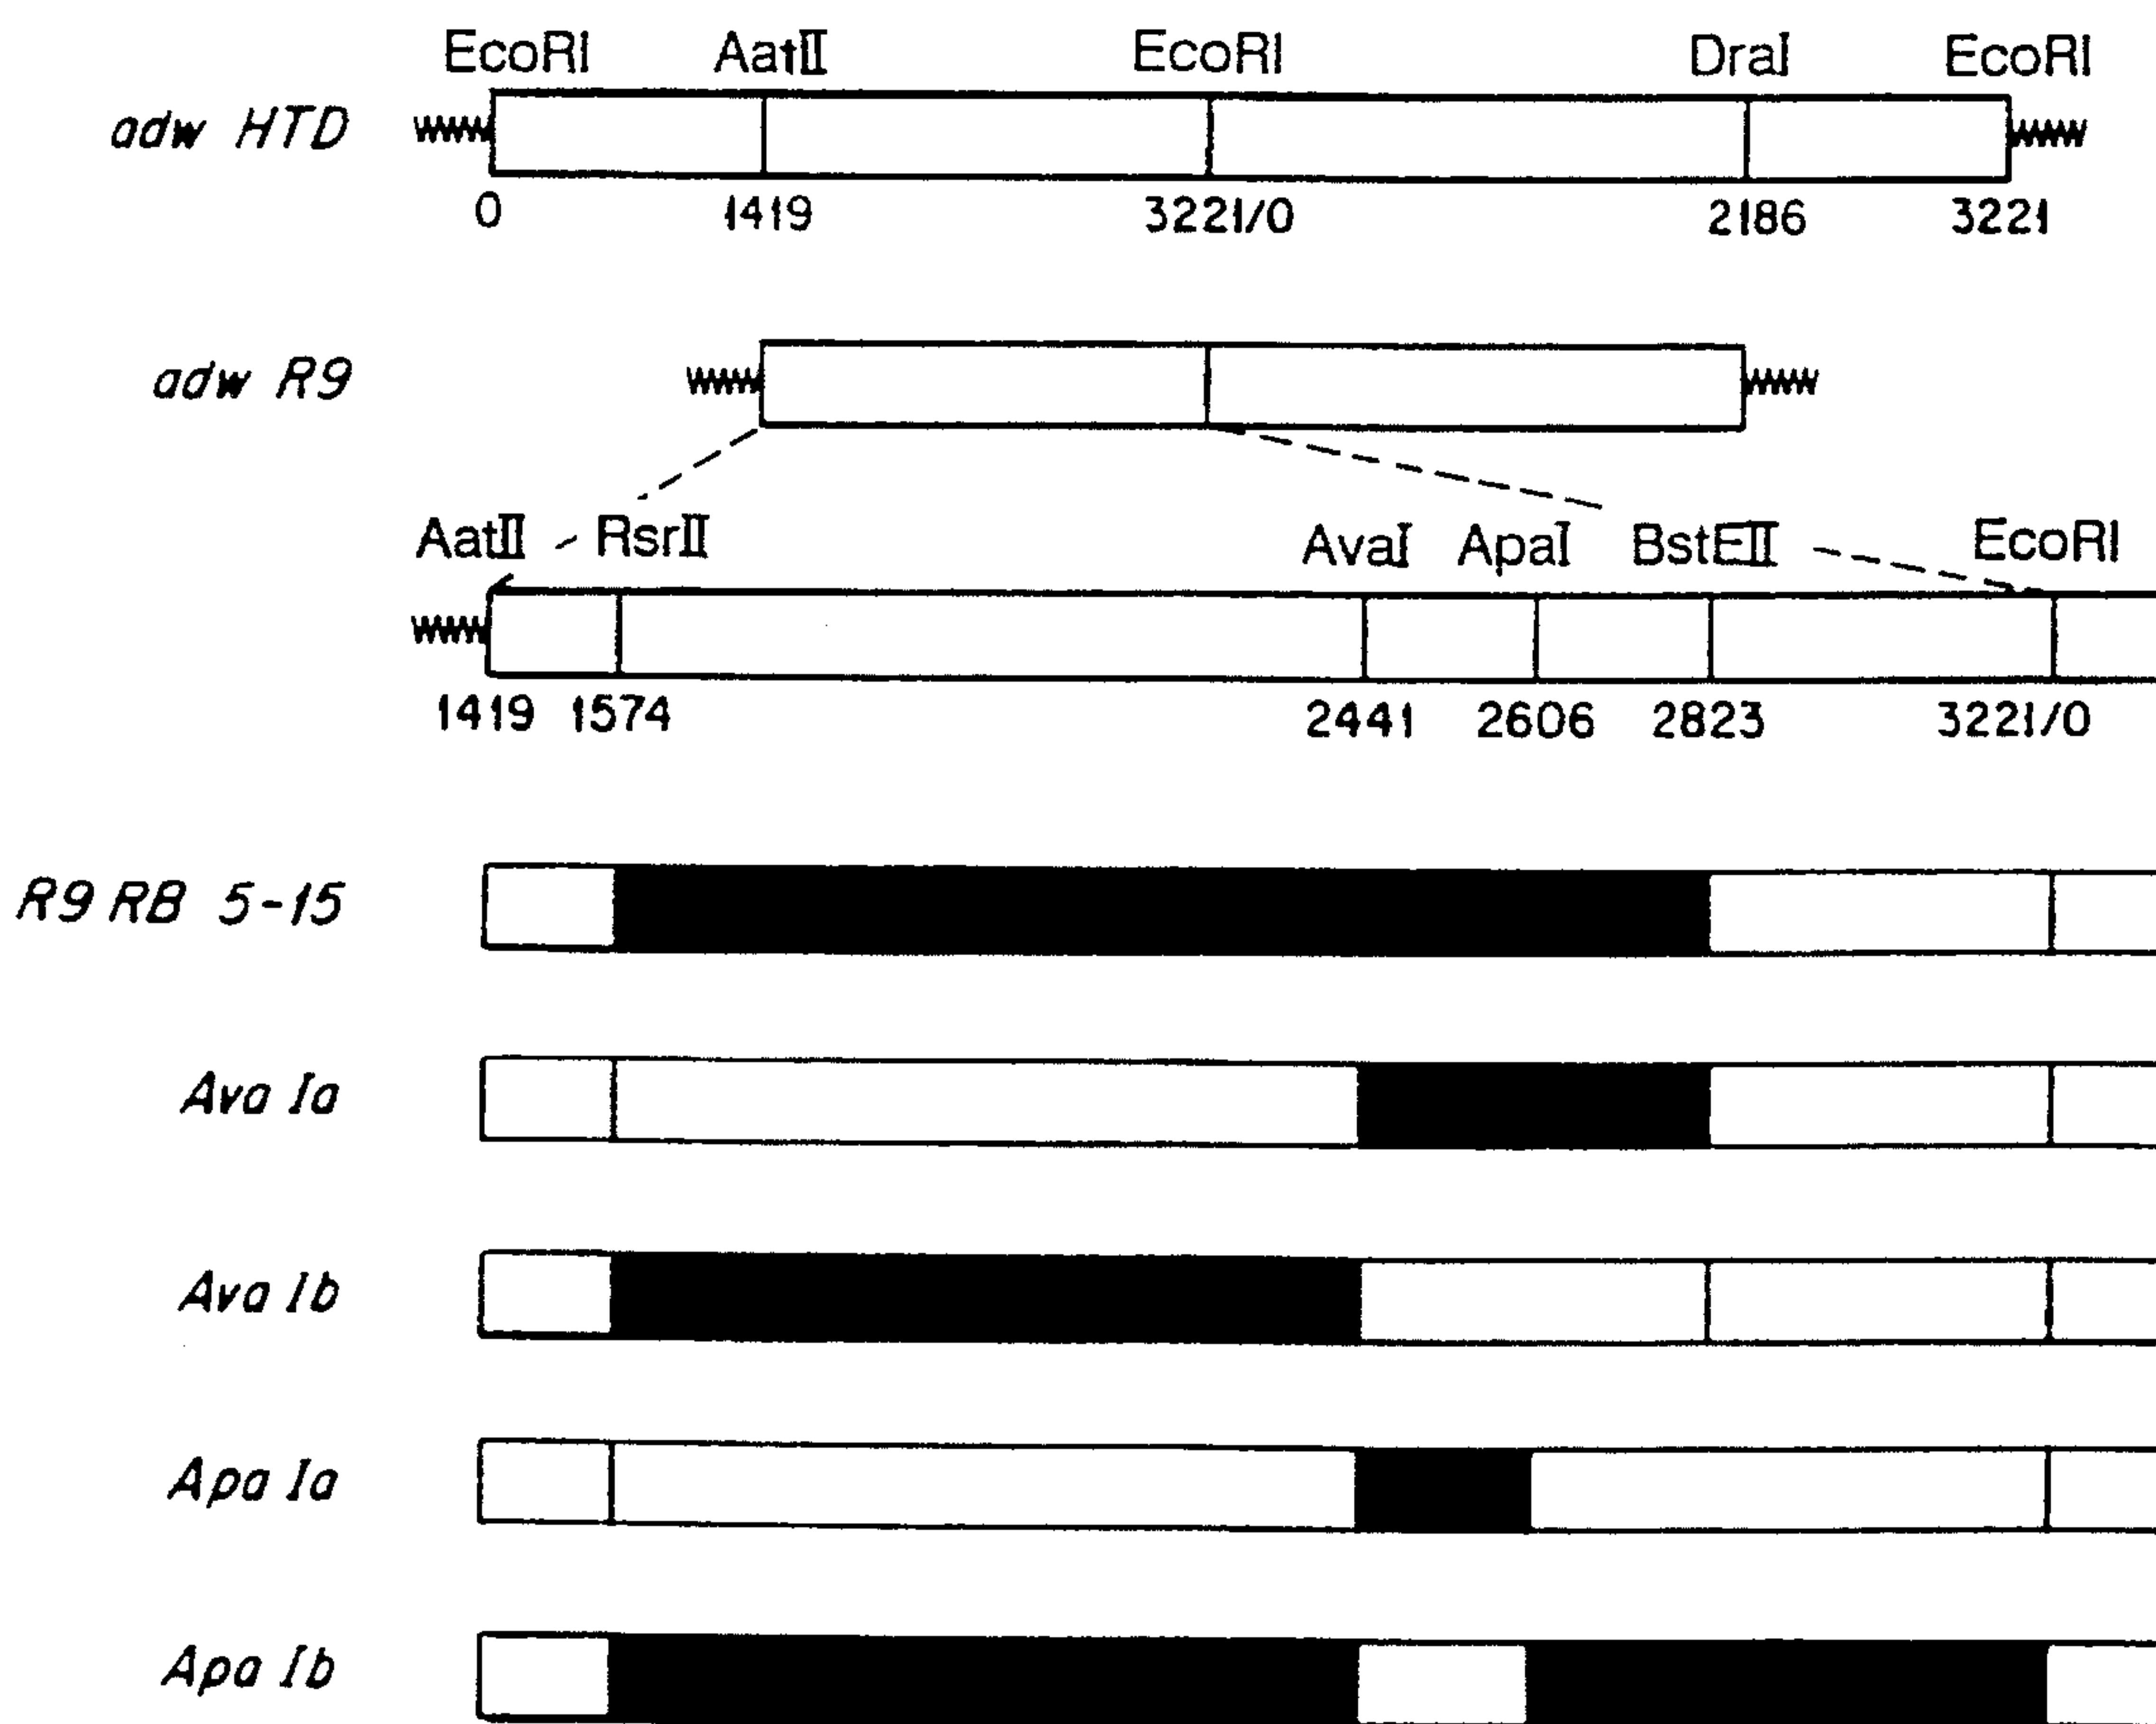 EcoRI AatII EcoRI DraI EcoRI
adw HTD
0 1419 3221/0 2186 3221
adw R9
AatII RsrII AvaI ApaI BstEII EcoRI
1419 1574 2441 2606 2823 3221/0
R9 RB 5-15
Ava Ia
Ava Ib
Apa Ia
Apa Ib